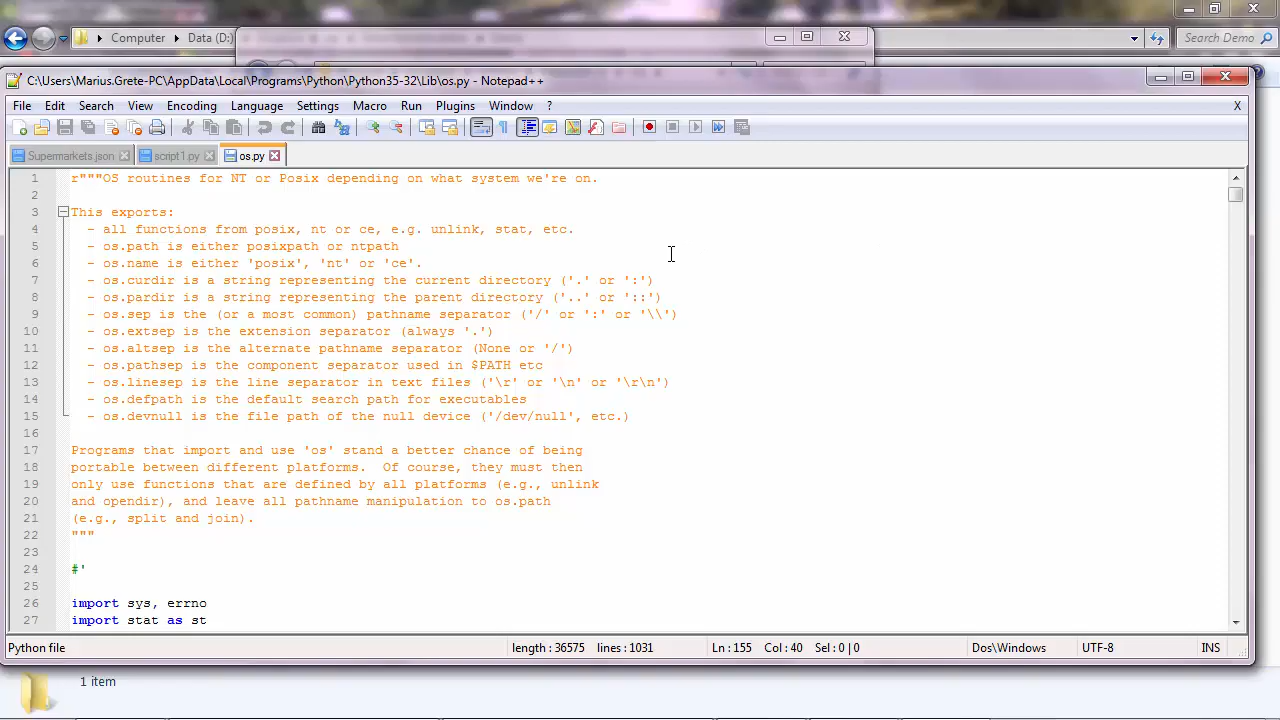 Computer
Data (D:)
Search Demo
C:\Users\Marius.Grete-PC\AppData\Local\Programs\Python\Python35-32\Lib\os.py - Notepad++
File Edit Search View Encoding Language Settings Macro Run Plugins Window ? X
Supermarkets.json script1.py os.py
1 r"""OS routines for NT or Posix depending on what system we're on.
2
3 This exports:
4 - all functions from posix, nt or ce, e.g. unlink, stat, etc.
5 - os.path is either posixpath or ntpath
6 - os.name is either 'posix', 'nt' or 'ce'.
7 - os.curdir is a string representing the current directory ('.' or ':')
8 - os.pardir is a string representing the parent directory ('..' or '::')
9 - os.sep is the (or a most common) pathname separator ('/' or ':' or '\\')
10 - os.extsep is the extension separator (always '.')
11 - os.altsep is the alternate pathname separator (None or '/')
12 - os.pathsep is the component separator used in $PATH etc
13 - os.linesep is the line separator in text files ('\r' or '\n' or '\r\n')
14 - os.defpath is the default search path for executables
15 - os.devnull is the file path of the null device ('/dev/null', etc.)
16
17 Programs that import and use 'os' stand a better chance of being
18 portable between different platforms.  Of course, they must then
19 only use functions that are defined by all platforms (e.g., unlink
20 and opendir), and leave all pathname manipulation to os.path
21 (e.g., split and join).
22 """
23
24 #'
25
26 import sys, errno
27 import stat as st
Python file length : 36575 lines : 1031 Ln : 155 Col : 40 Sel : 0 | 0 Dos\Windows UTF-8 INS
1 item